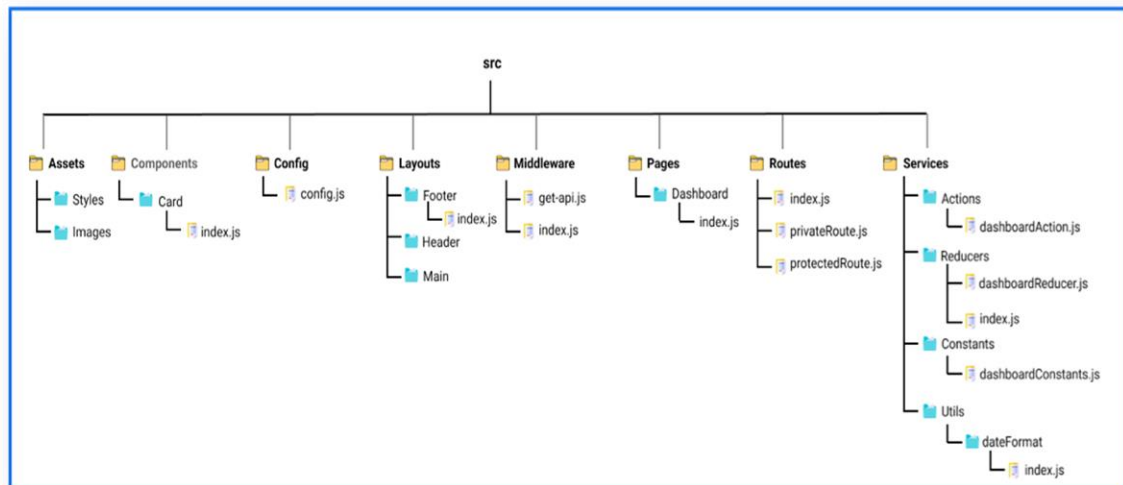 src
Assets
Styles
Images
Components
Card
index.js
Config
config.js
Layouts
Footer
index.js
Header
Main
Middleware
get-api.js
index.js
Pages
Dashboard
index.js
Routes
index.js
privateRoute.js
protectedRoute.js
Services
Actions
dashboardAction.js
Reducers
dashboardReducer.js
index.js
Constants
dashboardConstants.js
Utils
dateFormat
index.js